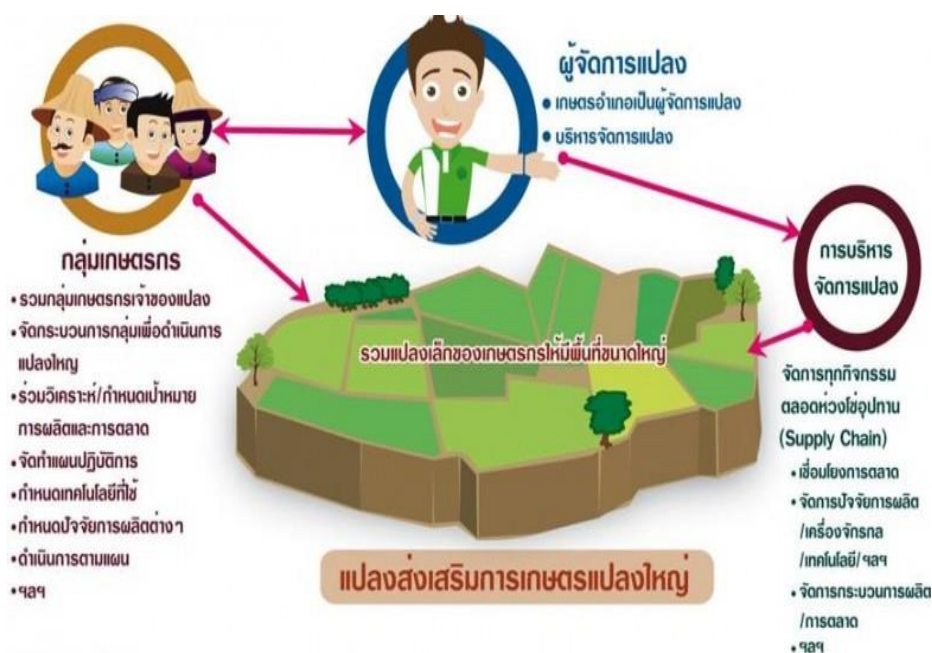 ผู้จัดการแปลง
• เกษตรอำเภอเป็นผู้จัดการแปลง
• บริหารจัดการแปลง
กลุ่มเกษตรกร
• รวมกลุ่มเกษตรกรเจ้าของแปลง
• จัดกระบวนการกลุ่มเพื่อดำเนินการ
แปลงใหญ่
• ร่วมวิเคราะห์/กำหนดเป้าหมาย
การผลิตและการตลาด
• จัดทำแผนปฏิบัติการ
• กำหนดเทคโนโลยีที่ใช้
• กำหนดปัจจัยการผลิตต่างๆ
• ดำเนินการตามแผน
• ฯลฯ
รวมแปลงเล็กของเกษตรกรให้มีพื้นที่ขนาดใหญ่
แปลงส่งเสริมการเกษตรแปลงใหญ่
การบริหาร
จัดการแปลง
จัดการทุกกิจกรรม
ตลอดห่วงโซ่อุปทาน
(Supply Chain)
• เชื่อมโยงการตลาด
• จัดการปัจจัยการผลิต
/เครื่องจักรกล
/เทคโนโลยี/ฯลฯ
• จัดการกระบวนการผลิต
/การตลาด
• ฯลฯ